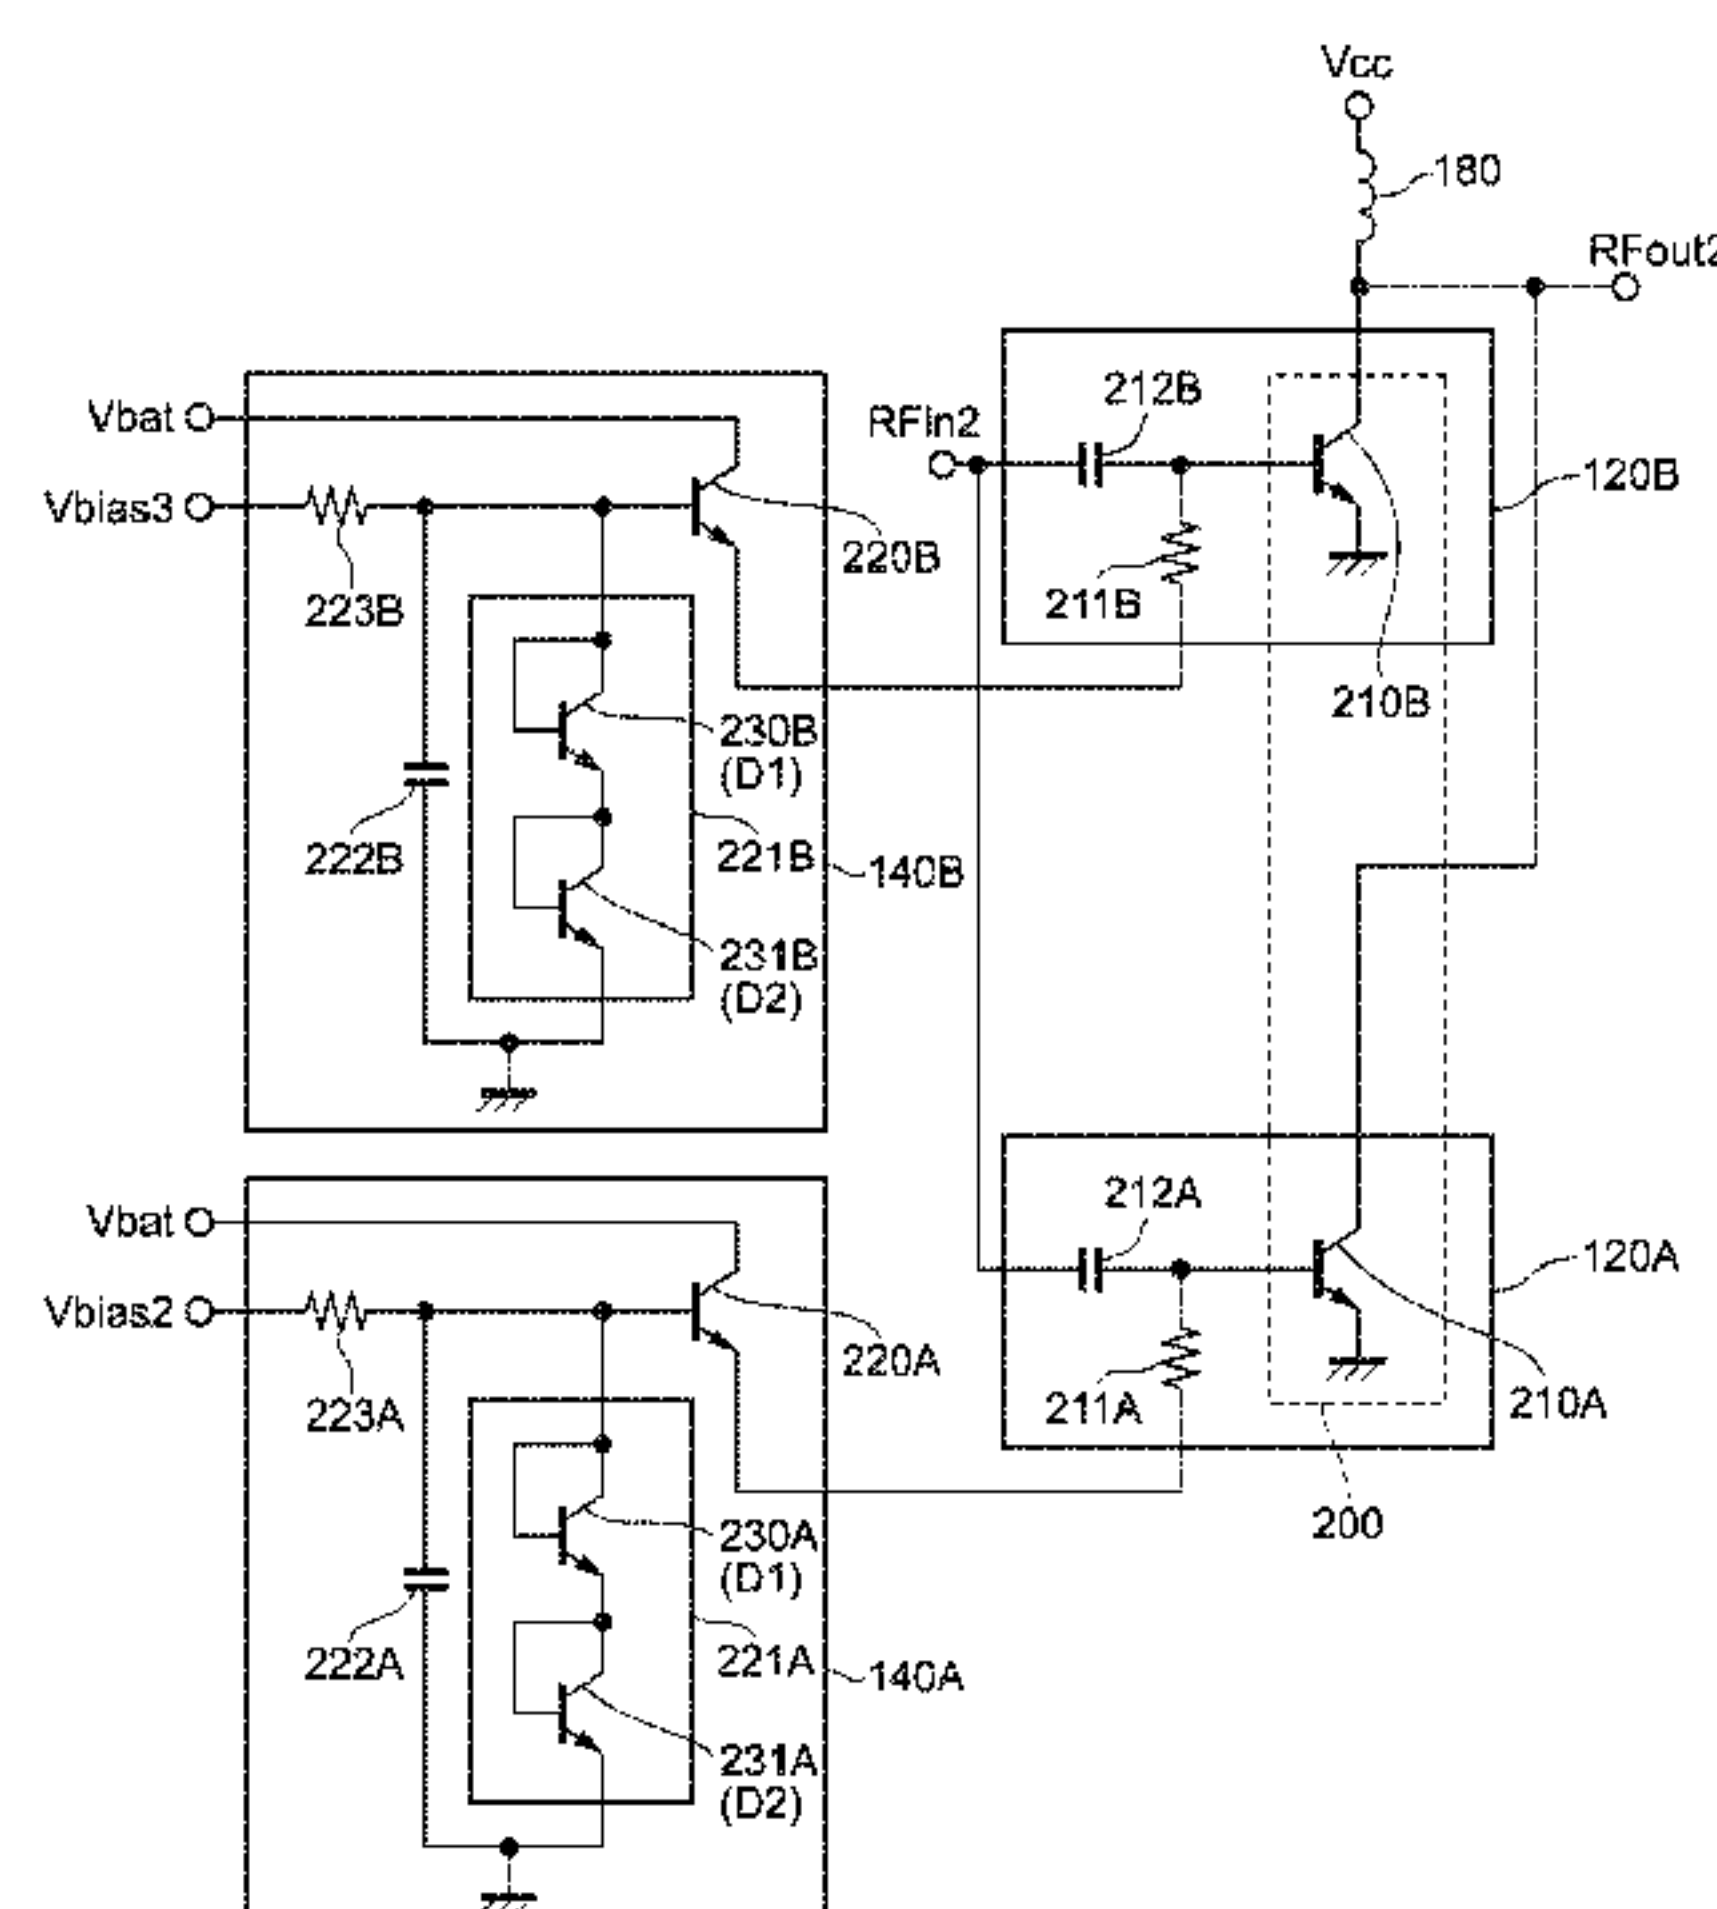 Vcc
180
RFout2
212B
RFin2
Vbat
120B
Vbias3
220B
211B
223B
210B
230B
(D1)
221B
222B
140B
231B
(D2)
212A
Vbat
120A
Vbias2
220A
211A
210A
223A
200
230A
(D1)
221A
222A
140A
231A
(D2)